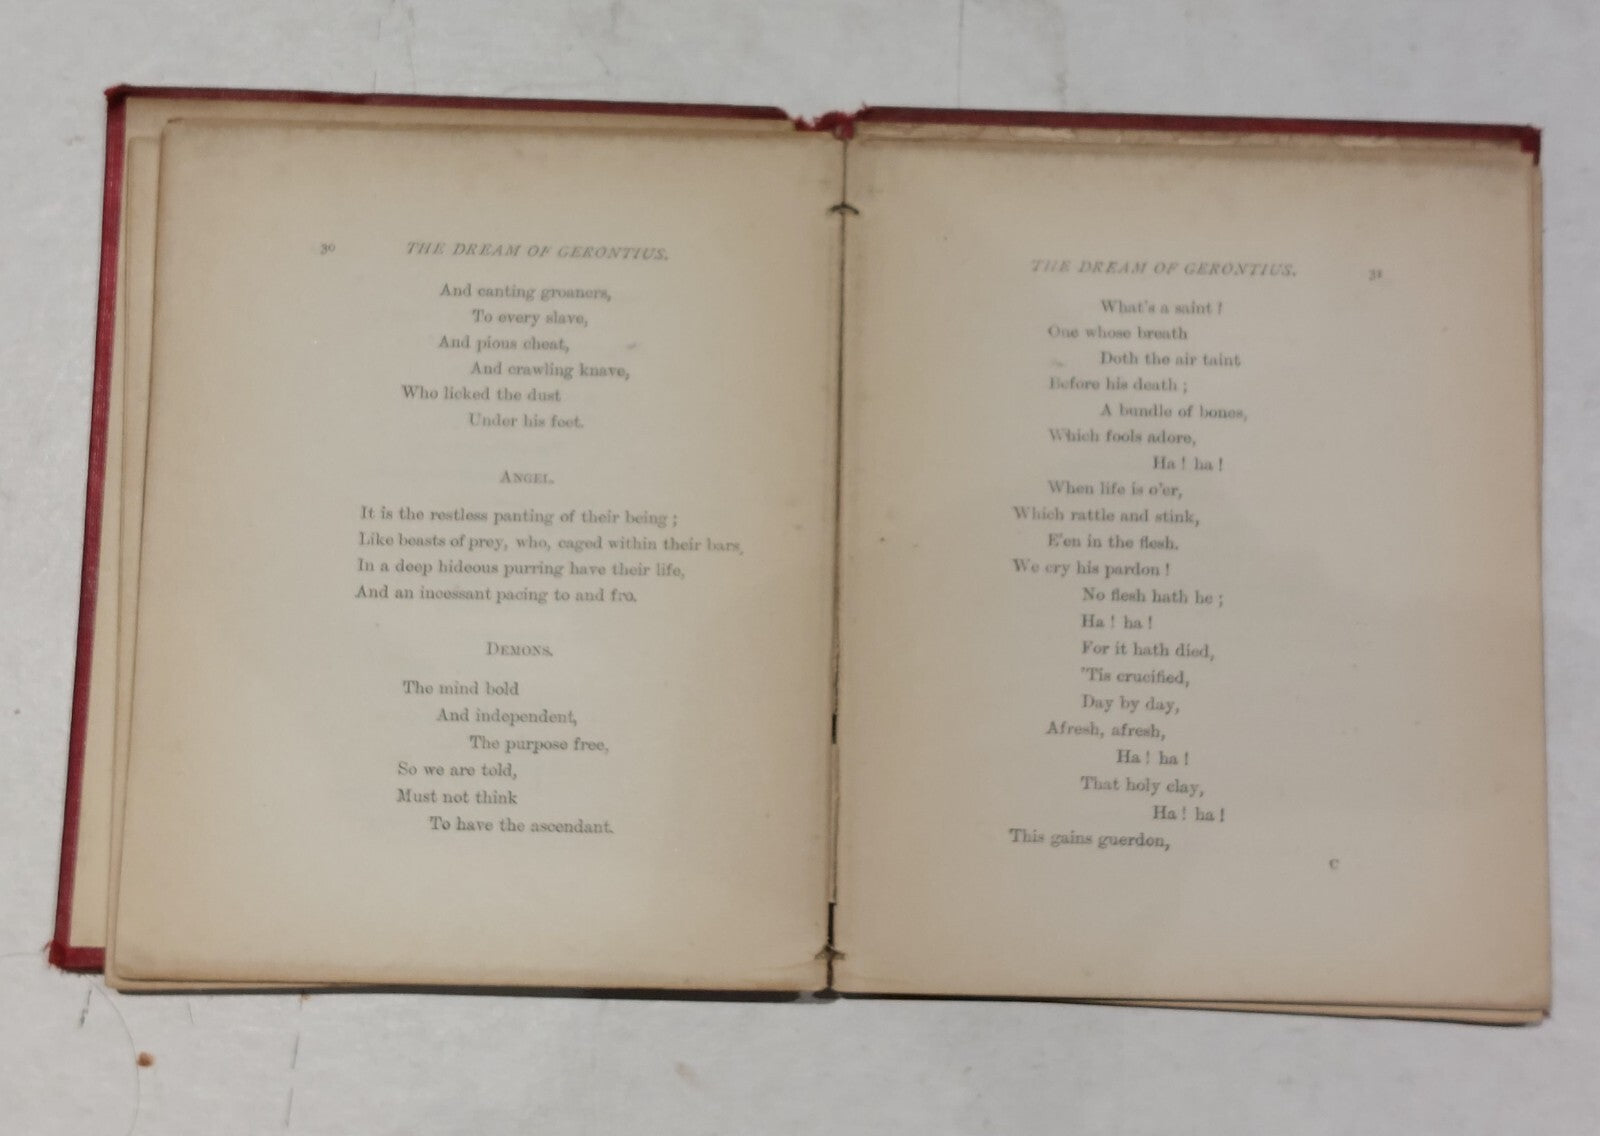 30 THE DREAM OF GERONTIUS.
And canting groaners,
To every slave,
And pious cheat,
And crawling knave,
Who licked the dust
Under his feet.
ANGEL.
It is the restless panting of their being ;
Like beasts of prey, who, caged within their bars,
In a deep hideous purring have their life,
And an incessant pacing to and fro.
DEMONS.
The mind bold
And independent,
The purpose free,
So we are told,
Must not think
To have the ascendant.
THE DREAM OF GERONTIUS. 31
What's a saint ?
One whose breath
Doth the air taint
Before his death ;
A bundle of bones,
Which fools adore,
Ha ! ha !
When life is o'er,
Which rattle and stink,
E'en in the flesh.
We cry his pardon !
No flesh hath he ;
Ha ! ha !
For it hath died,
'Tis crucified,
Day by day,
Afresh, afresh,
Ha ! ha !
That holy clay,
Ha ! ha !
This gains guerdon,
C